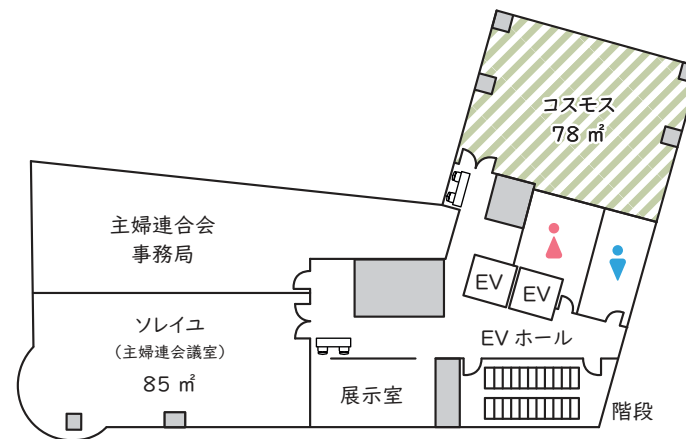 コスモス
78 ㎡
主婦連合会
事務局
EV
EV
ソレイユ
(主婦連会議室)
85 ㎡
EV ホール
展示室
階段